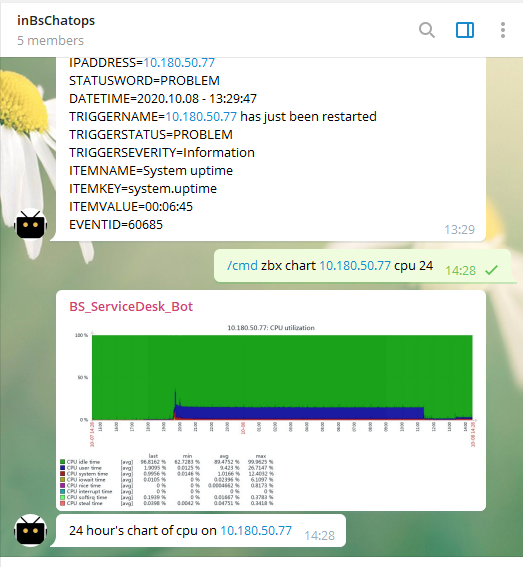 inBsChatops
5 members
IPADDRESS=10.180.50.77
STATUSWORD=PROBLEM
DATETIME=2020.10.08 - 13:29:47
TRIGGERNAME=10.180.50.77 has just been restarted
TRIGGERSTATUS=PROBLEM
TRIGGERSEVERITY=Information
ITEMNAME=System uptime
ITEMKEY=system.uptime
ITEMVALUE=00:06:45
EVENTID=60685
13:29
/cmd zbx chart 10.180.50.77 cpu 24
14:28
BS_ServiceDesk_Bot
10.180.50.77: CPU utilization
100 %
50 %
0 %
last min avg max
CPU idle time [avg] 96.8162 % 62.7283 % 89.4752 % 99.9625 %
CPU user time [avg] 1.9095 % 0.0125 % 9.423 % 26.7147 %
CPU system time [avg] 0.9956 % 0.0146 % 1.0166 % 12.4032 %
CPU iowait time [avg] 0.0105 % 0 % 0.02396 % 6.1097 %
CPU nice time [avg] 0 % 0 % 0.0004662 % 0.8173 %
CPU interrupt time [avg] 0 % 0 % 0 % 0 %
CPU softirq time [avg] 0.1939 % 0 % 0.01667 % 0.3783 %
CPU steal time [avg] 0.0398 % 0.0042 % 0.04751 % 0.3418 %
24 hour's chart of cpu on 10.180.50.77
14:28